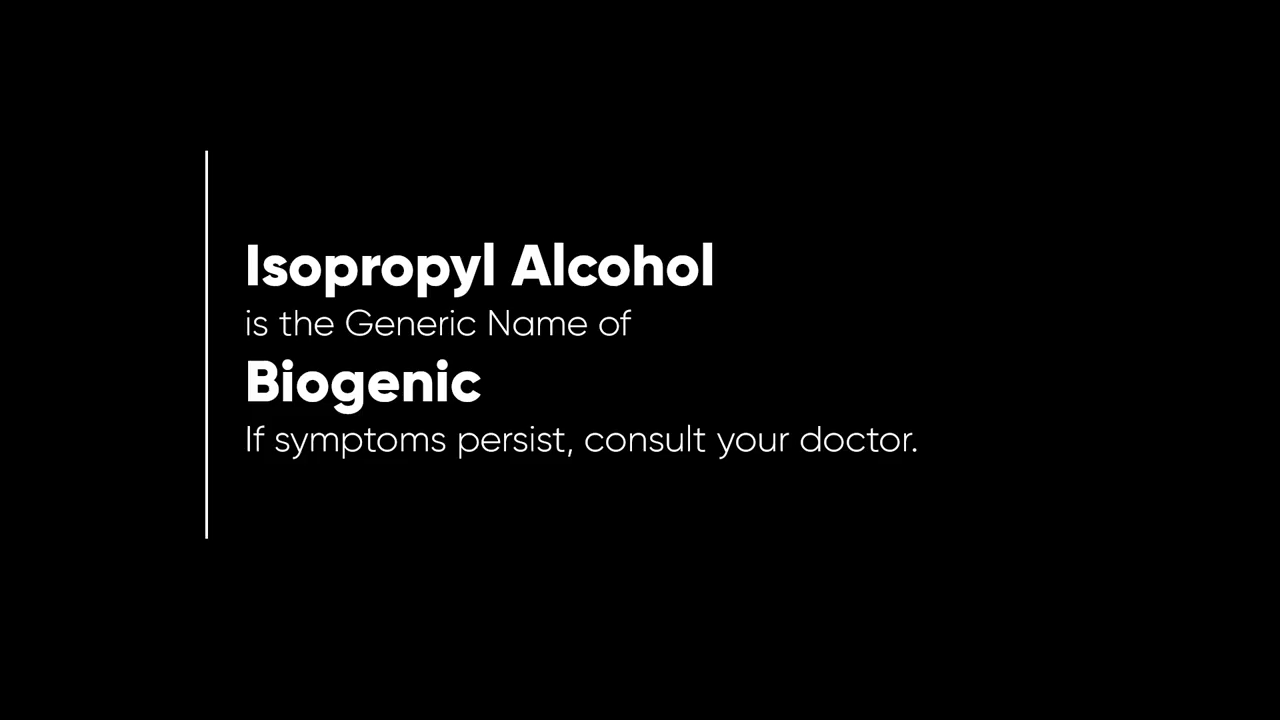 Isopropyl Alcohol
is the Generic Name of
Biogenic
If symptoms persist, consult your doctor.